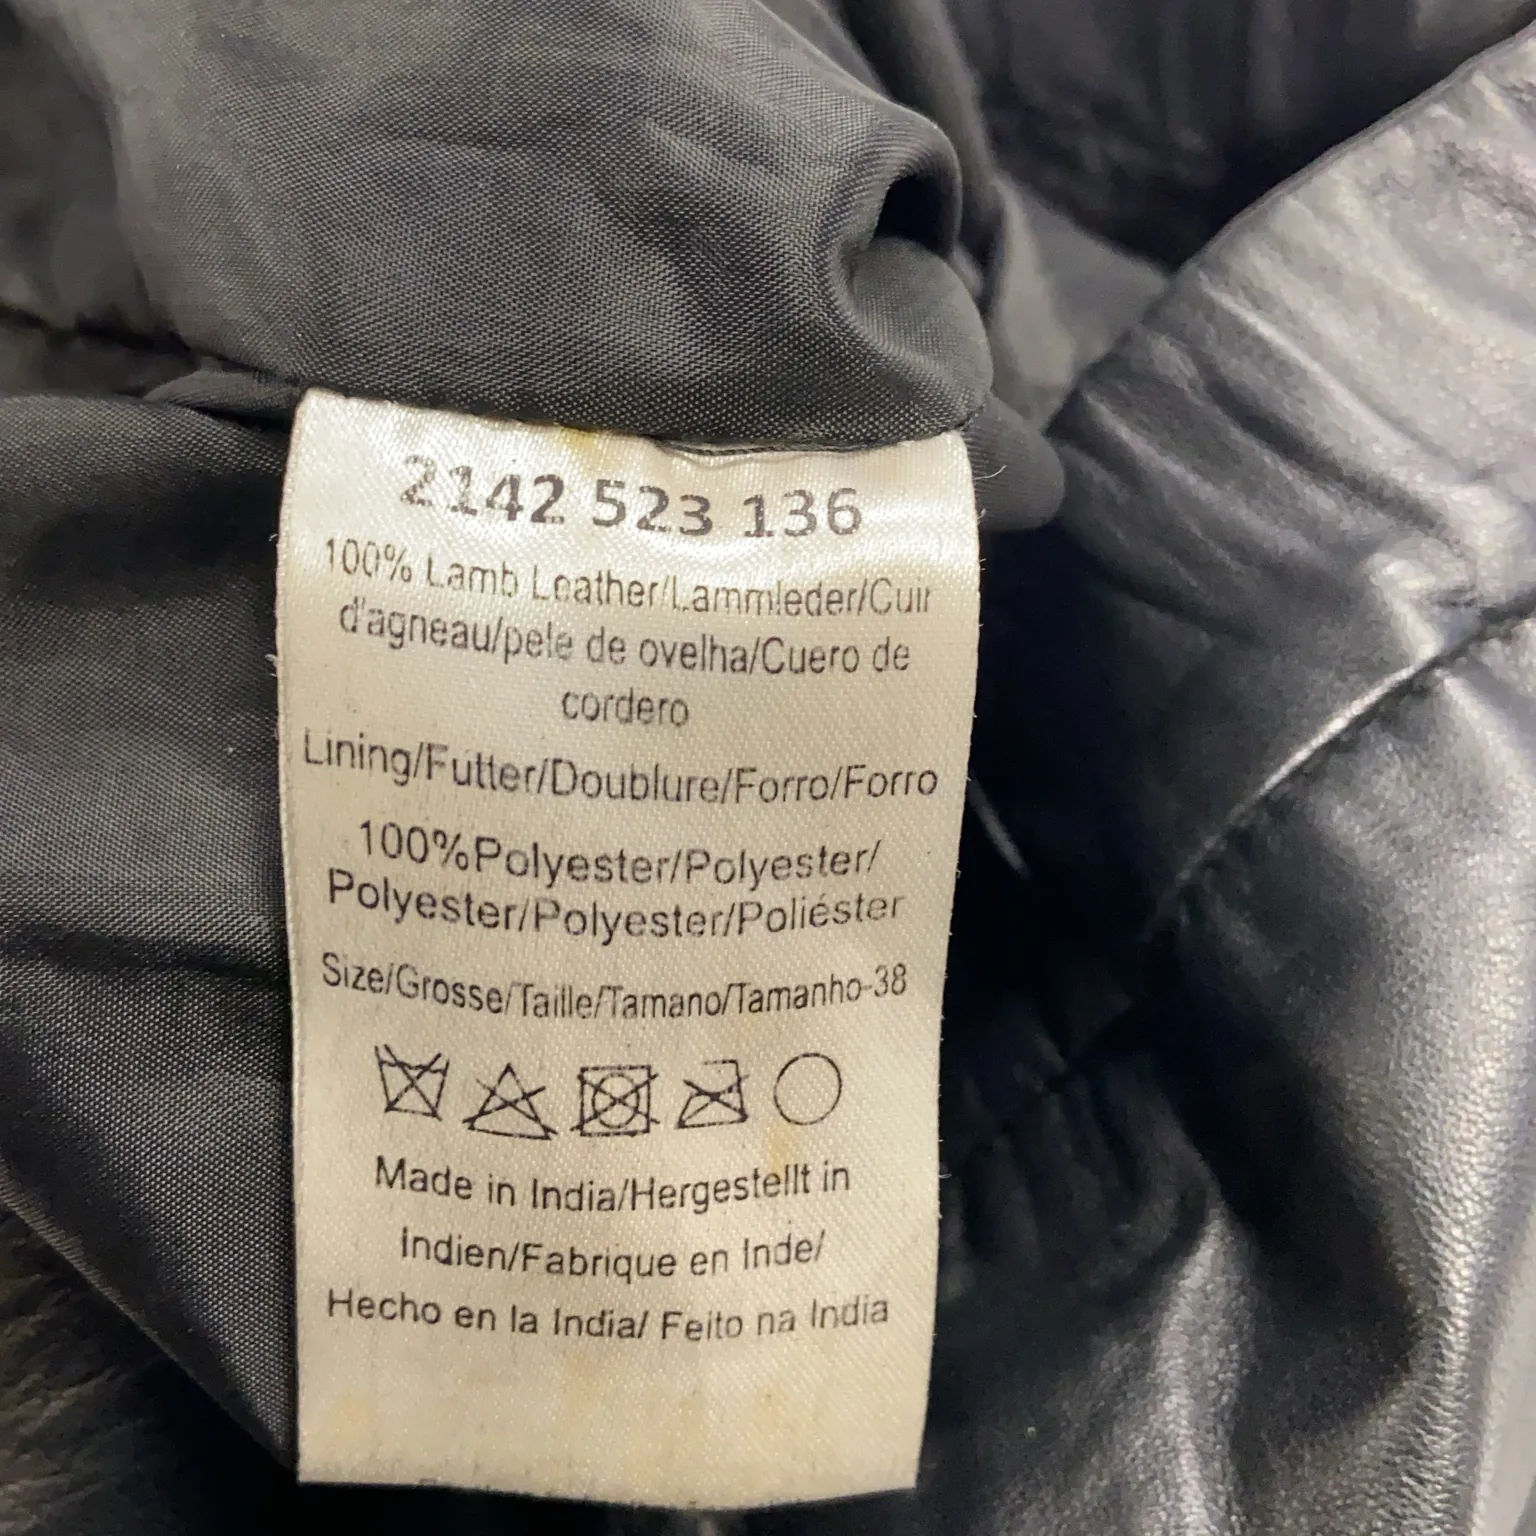 2142 523 136
100% Lamb Leather/Lammleder/Cuir
d'agneau/pele de ovelha/Cuero de
cordero
Lining/Futter/Doublure/Forro/Forro
100%Polyester/Polyester/
Polyester/Polyester/Poliéster
Size/Grosse/Taille/Tamano/Tamanho-38
Made in India/Hergestellt in
Indien/Fabrique en Inde/
Hecho en la India/ Feito na India